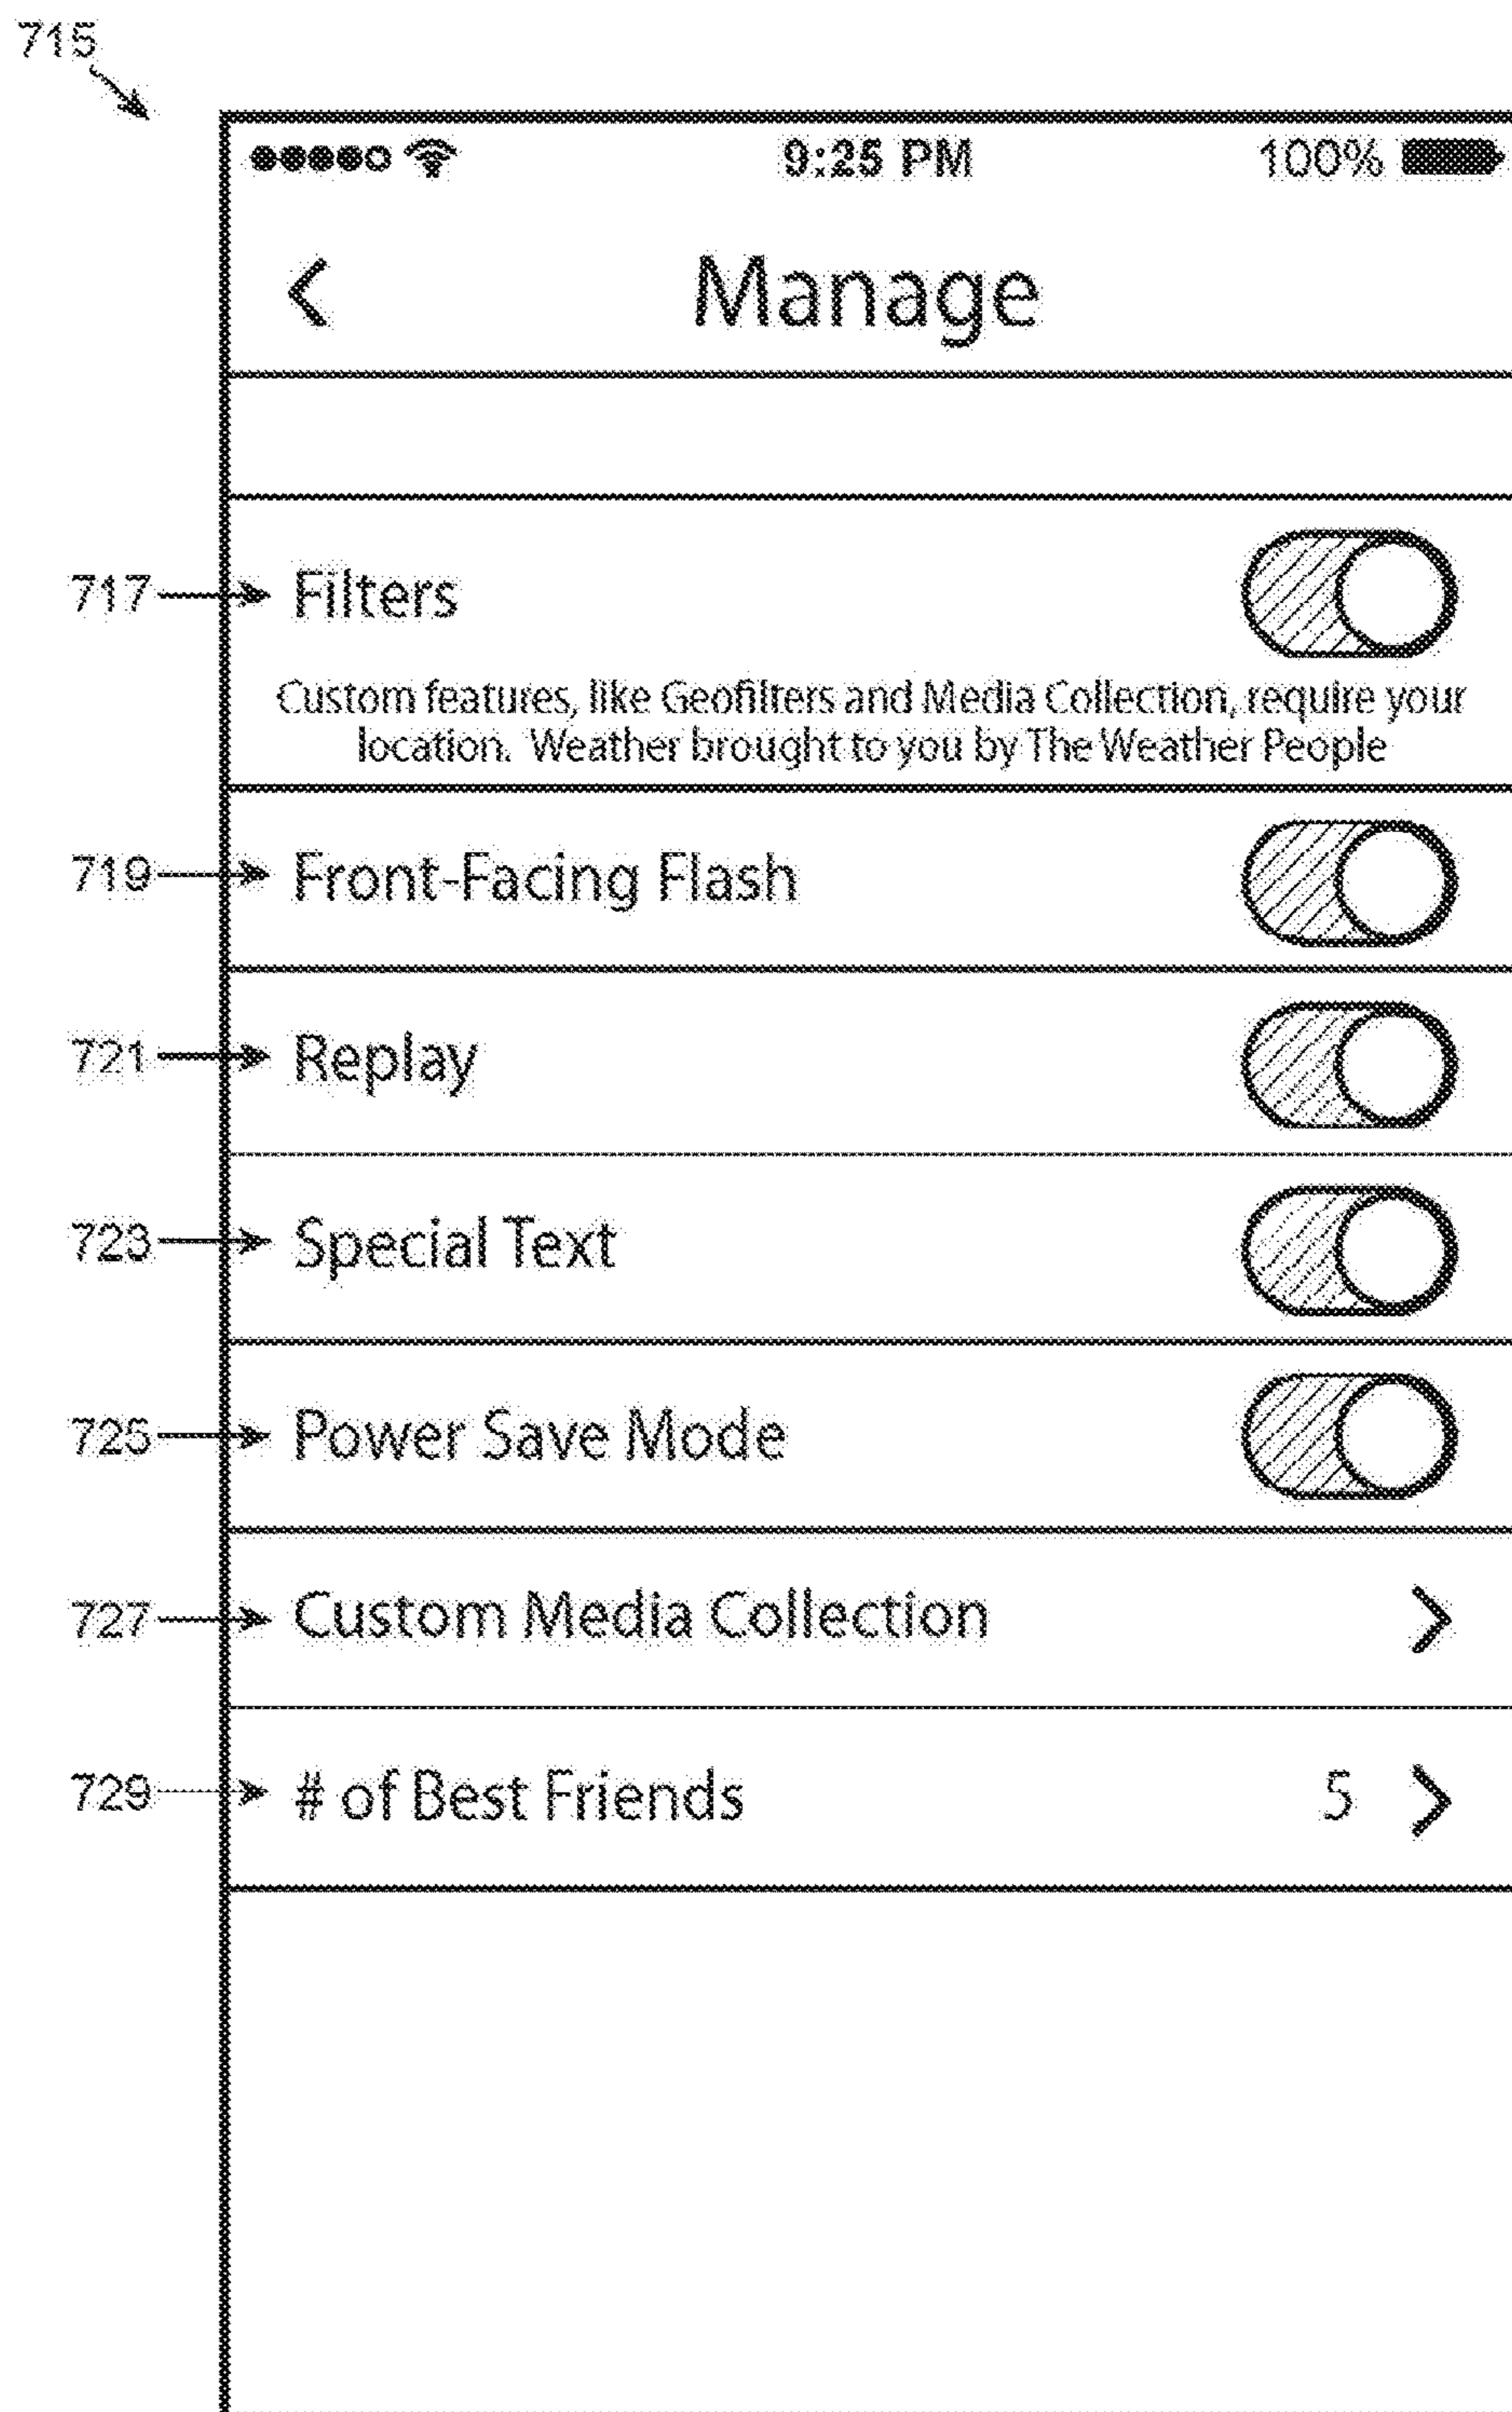 715
9:25 PM 100%
Manage
717 Filters
Custom features, like Geofilters and Media Collection, require your
location. Weather brought to you by The Weather People
719 Front-Facing Flash
721 Replay
723 Special Text
725 Power Save Mode
727 Custom Media Collection
729 # of Best Friends 5